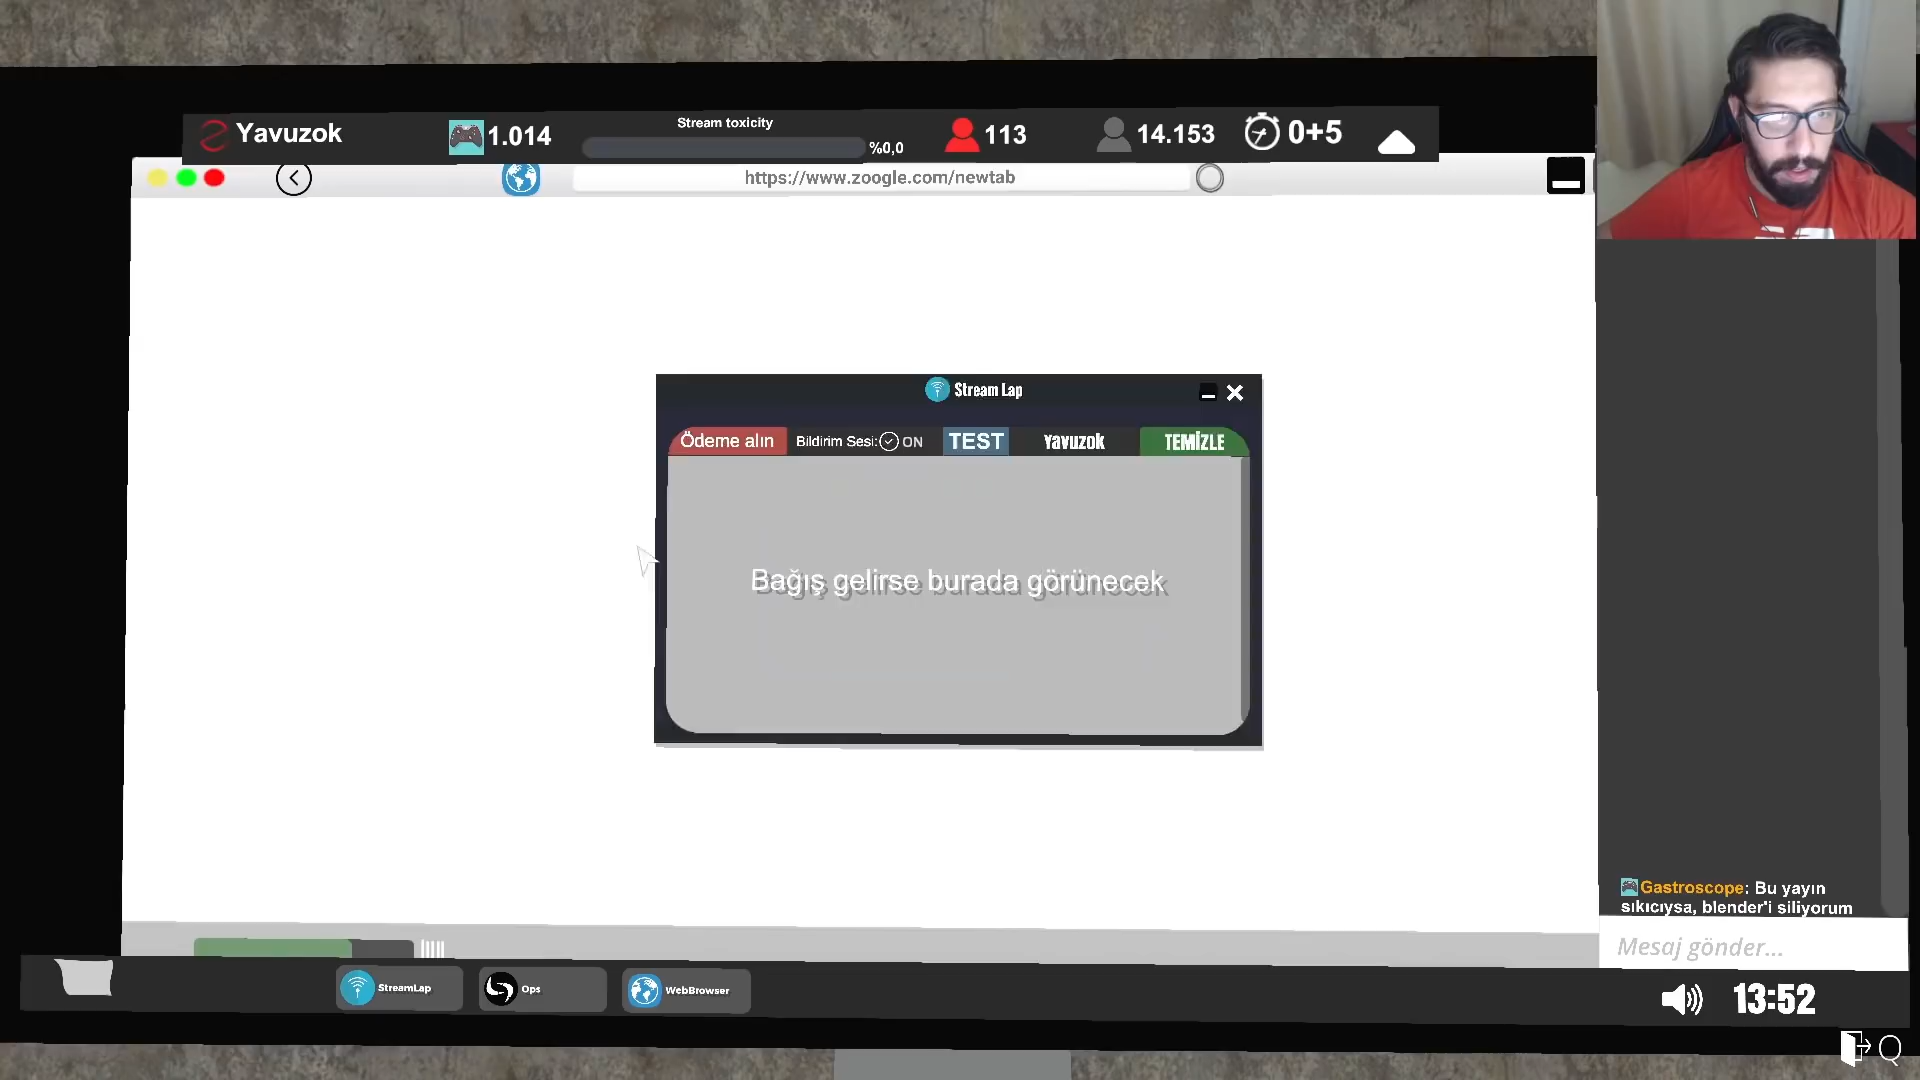 Yavuzok
1.014
Stream toxicity
%0,0
113
14.153
0+5
https://www.zoogle.com/newtab
Stream Lap
Ödeme alın
Bildirim Sesi: ON
TEST
Yavuzok
TEMİZLE
Bağış gelirse burada görünecek
Gastroscope: Bu yayın
sıkıcıysa, blender'i siliyorum
Mesaj gönder...
StreamLap
Ops
WebBrowser
13:52
Q